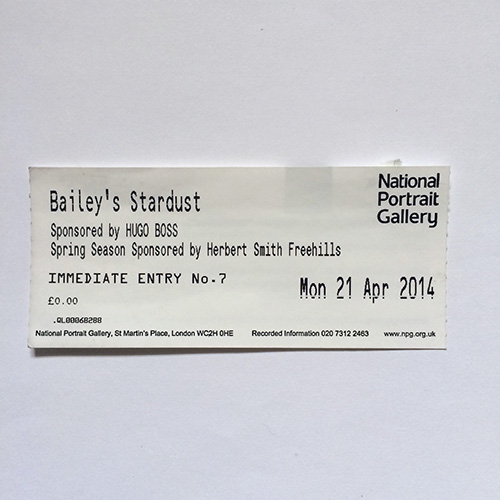 National
Portrait
Gallery
Bailey's Stardust
Sponsored by HUGO BOSS
Spring Season Sponsored by Herbert Smith Freehills
IMMEDIATE ENTRY No.7
Mon 21 Apr 2014
£0.00
.QL00068288
National Portrait Gallery, St Martin's Place, London WC2H 0HE Recorded Information 020 7312 2463 www.npg.org.uk